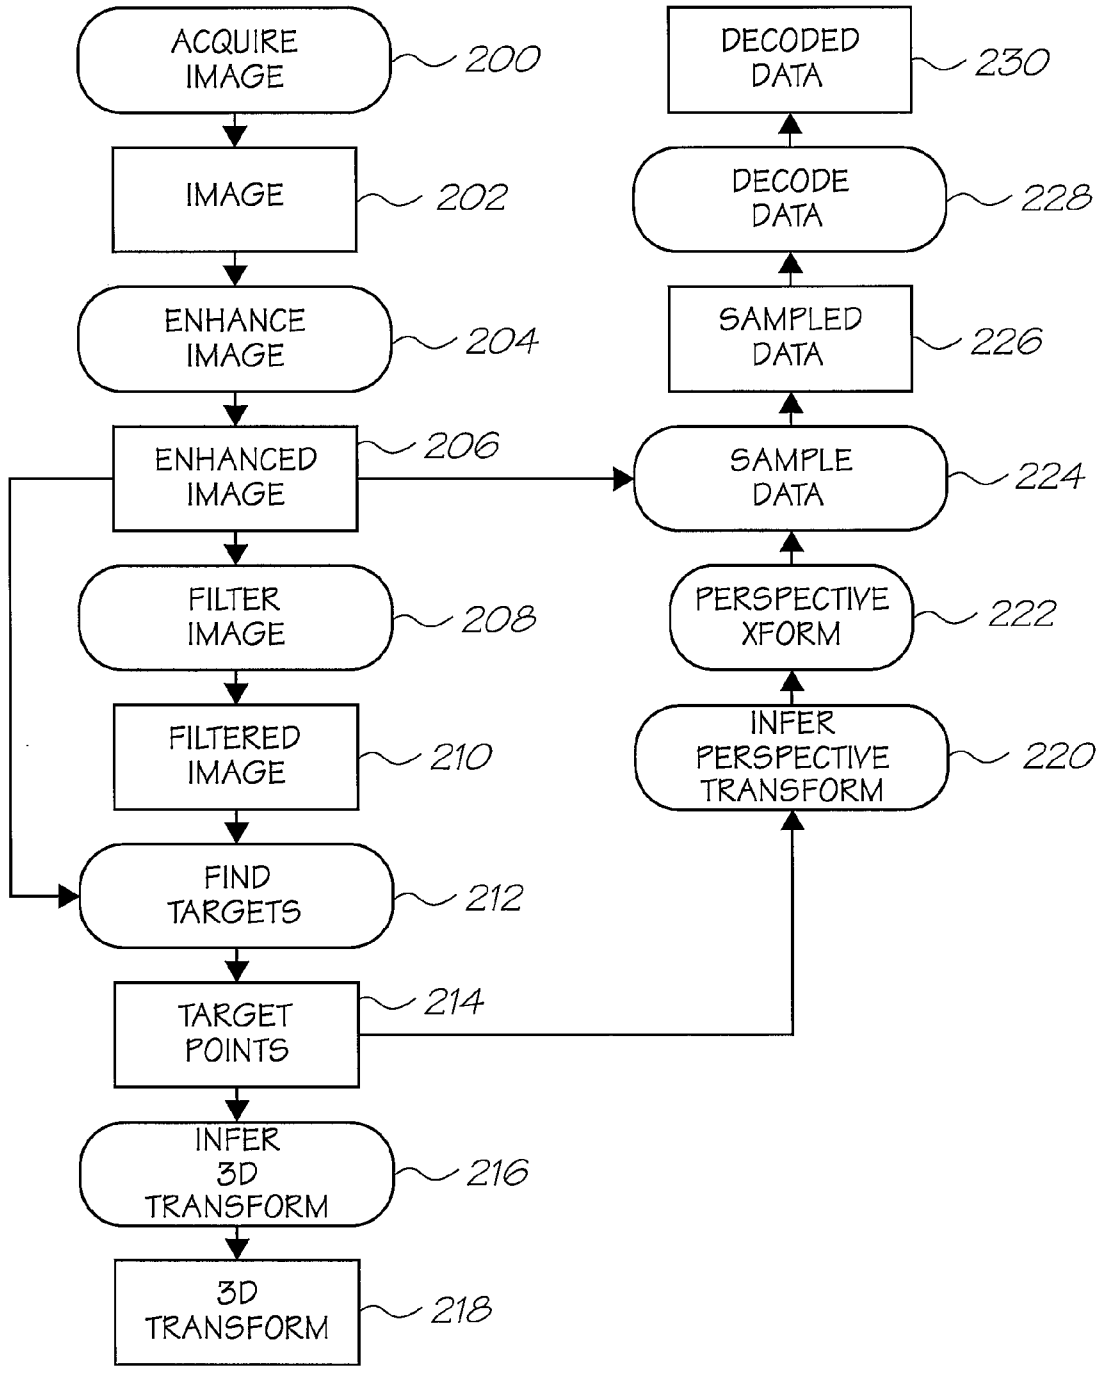 ACQUIRE
IMAGE
200
IMAGE
202
ENHANCE
IMAGE
204
ENHANCED
IMAGE
206
FILTER
IMAGE
208
FILTERED
IMAGE
210
FIND
TARGETS
212
TARGET
POINTS
214
INFER
3D
TRANSFORM
216
3D
TRANSFORM
218
DECODED
DATA
230
DECODE
DATA
228
SAMPLED
DATA
226
SAMPLE
DATA
224
PERSPECTIVE
XFORM
222
INFER
PERSPECTIVE
TRANSFORM
220